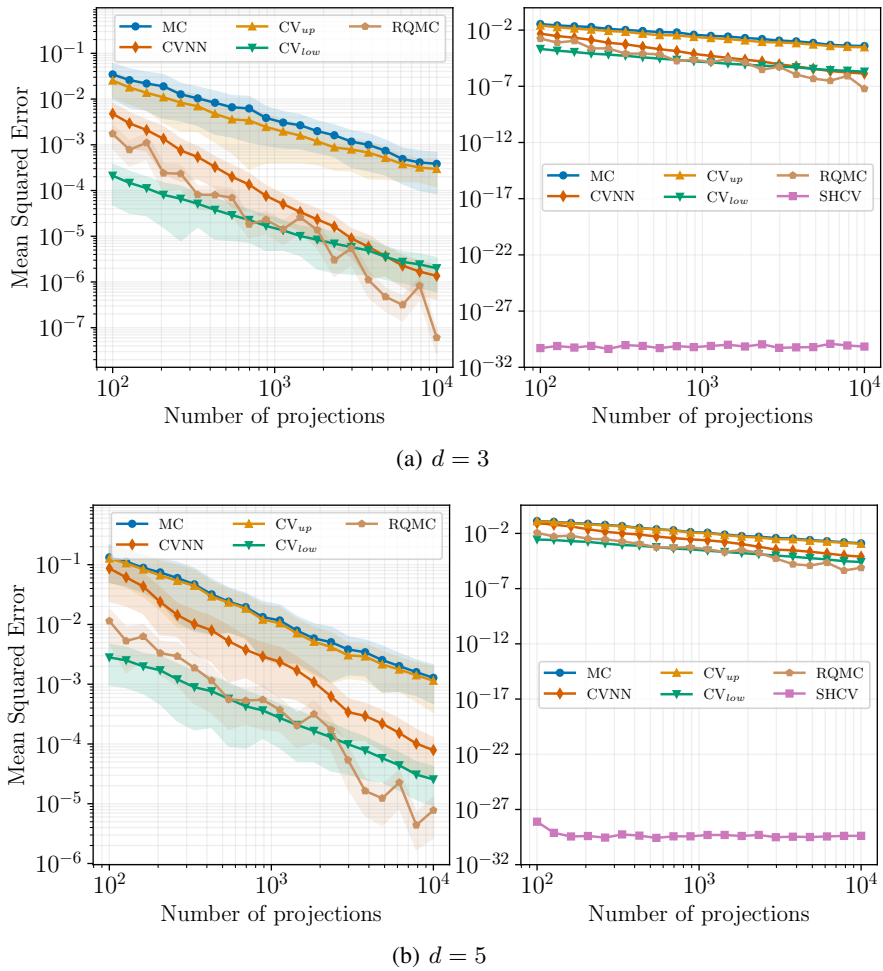 MC
CVNN
CV_up
CV_low
RQMC
10^-1
10^-2
10^-3
10^-4
10^-5
10^-6
10^-7
Mean Squared Error
10^2
10^3
10^4
Number of projections
10^-2
10^-7
10^-12
10^-17
10^-22
10^-27
10^-32
MC
CVNN
CV_up
CV_low
RQMC
SHCV
10^2
10^3
10^4
Number of projections
(a) d = 3
MC
CVNN
CV_up
CV_low
RQMC
10^-1
10^-2
10^-3
10^-4
10^-5
10^-6
Mean Squared Error
10^2
10^3
10^4
Number of projections
10^-2
10^-7
10^-12
10^-17
10^-22
10^-27
10^-32
MC
CVNN
CV_up
CV_low
RQMC
SHCV
10^2
10^3
10^4
Number of projections
(b) d = 5